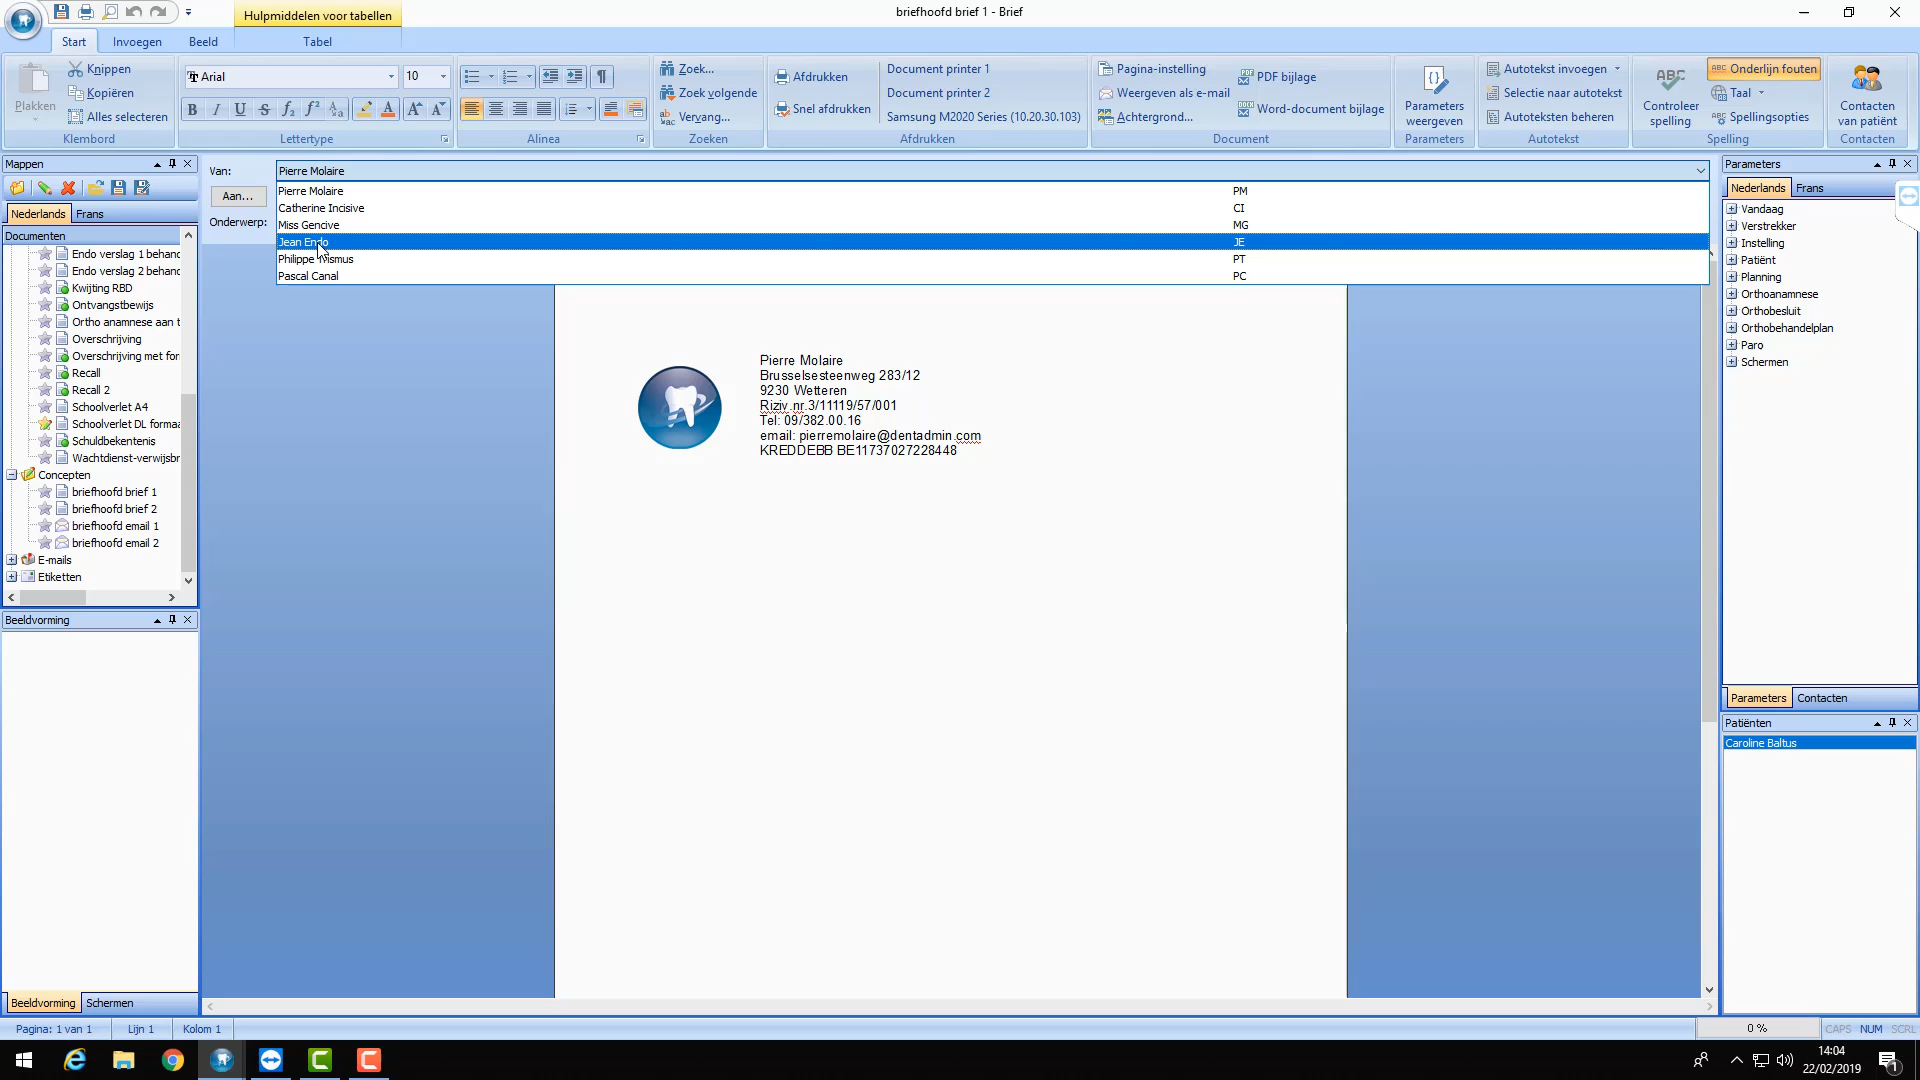 Hulpmiddelen voor tabellen
briefhoofd brief 1 - Brief
Start
Invoegen
Beeld
Tabel
Plakken
Knippen
Kopiëren
Alles selecteren
Klembord
Arial
10
Lettertype
Alinea
Zoek...
Zoek volgende
Vervang...
Zoeken
Afdrukken
Snel afdrukken
Document printer 1
Document printer 2
Samsung M2020 Series (10.20.30.103)
Afdrukken
Pagina-instelling
Weergeven als e-mail
Achtergrond...
PDF bijlage
Word-document bijlage
Document
Parameters weergeven
Parameters
Autotekst invoegen
Selectie naar autotekst
Autoteksten beheren
Autotekst
Controleer spelling
Onderlijn fouten
Taal
Spellingsopties
Spelling
Contacten van patiënt
Contacten
Mappen
Nederlands
Frans
Documenten
Endo verslag 1 behand
Endo verslag 2 behand
Kwijting RBD
Ontvangstbewijs
Ortho anamnese aan t
Overschrijving
Overschrijving met for
Recall
Recall 2
Schoolverlet A4
Schoolverlet DL forma
Schuldbekentenis
Wachtdienst-verwijsbr
Concepten
briefhoofd brief 1
briefhoofd brief 2
briefhoofd email 1
briefhoofd email 2
E-mails
Etiketten
Beeldvorming
Beeldvorming
Schermen
Van:
Pierre Molaire
Aan...
Onderwerp:
Pierre Molaire PM
Catherine Incisive CI
Miss Gencive MG
Jean Endo JE
Philippe Trismus PT
Pascal Canal PC
Pierre Molaire
Brusselsesteenweg 283/12
9230 Wetteren
Riziv.nr.3/11119/57/001
Tel: 09/382.00.16
email: pierremolaire@dentadmin.com
KREDDEBB BE11737027228448
Parameters
Nederlands
Frans
Vandaag
Verstrekker
Instelling
Patiënt
Planning
Orthoanamnese
Orthobesluit
Orthobehandelplan
Paro
Schermen
Parameters
Contacten
Patiënten
Caroline Baltus
Pagina: 1 van 1
Lijn 1
Kolom 1
0 %
CAPS
NUM
SCRL
14:04
22/02/2019
1